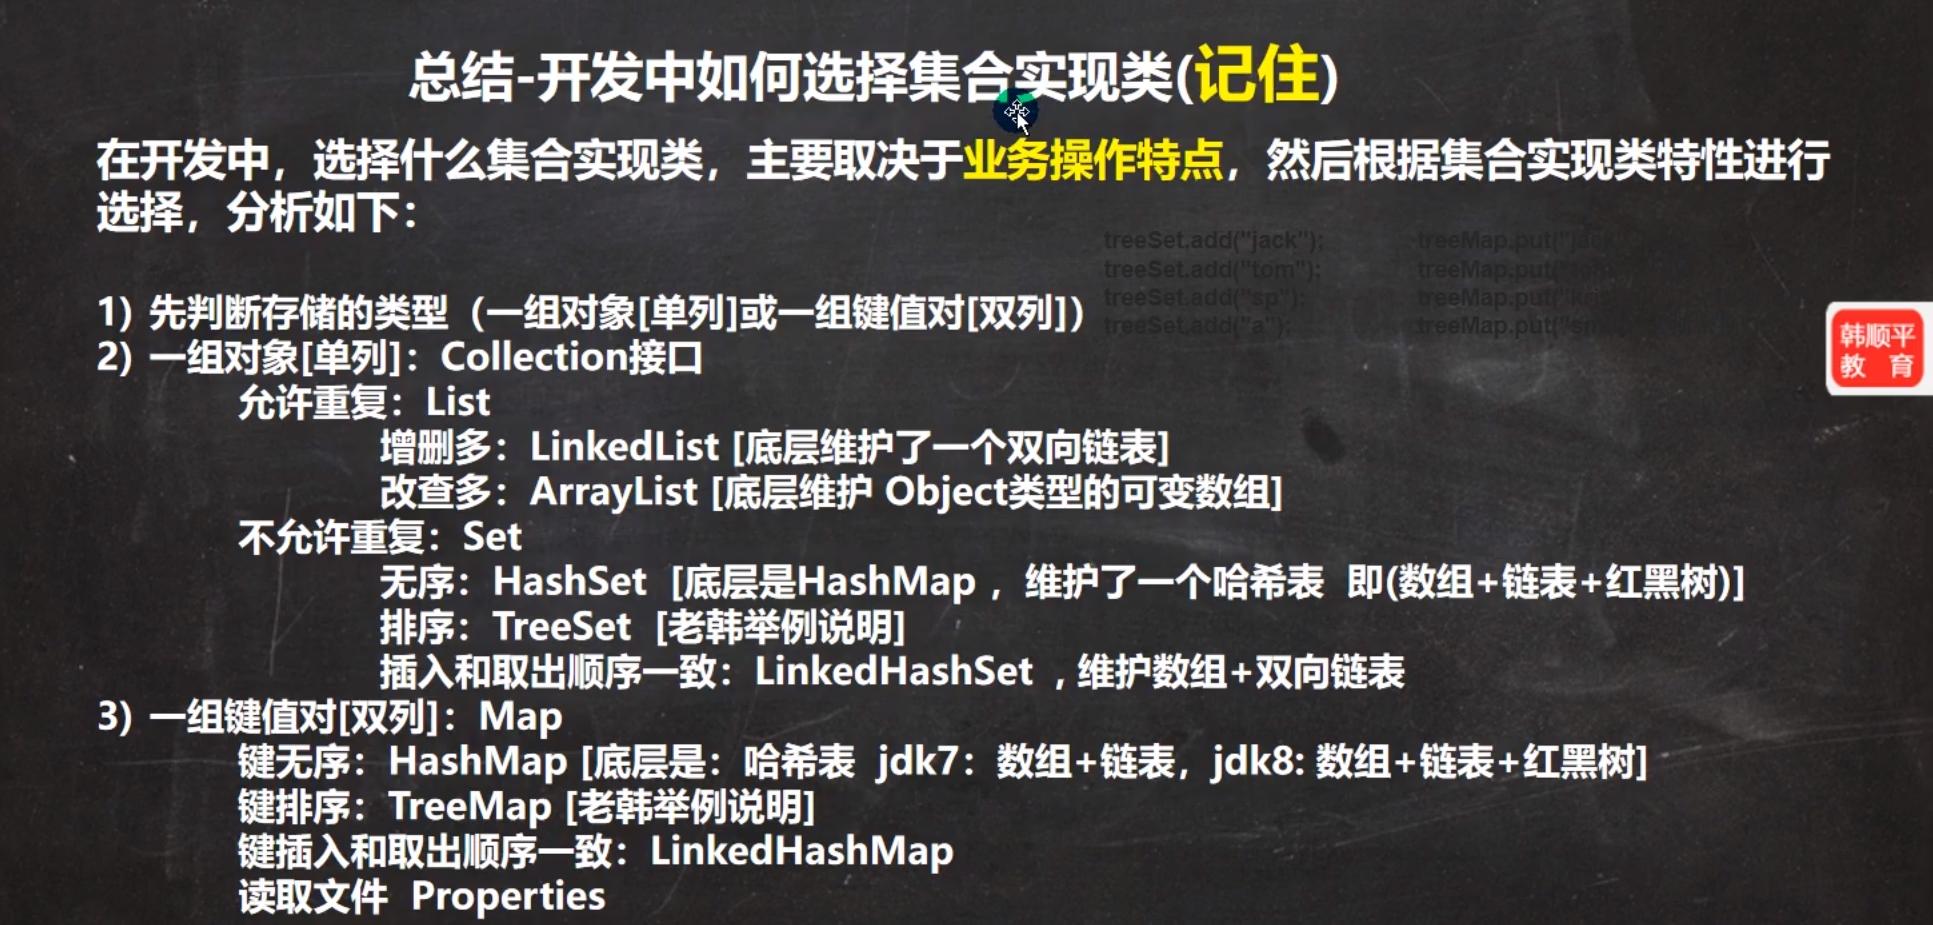 总结-开发中如何选择集合实现类(记住)
在开发中，选择什么集合实现类，主要取决于业务操作特点，然后根据集合实现类特性进行
选择，分析如下：
treeSet.add("jack");
treeSet.add("tom");
treeSet.add("sp");
treeSet.add("a");
treeMap.put("jack
treeMap.put("tom
treeMap.put("kris
treeMap.put("sm
1) 先判断存储的类型（一组对象[单列]或一组键值对[双列]）
2) 一组对象[单列]：Collection接口
允许重复：List
增删多：LinkedList [底层维护了一个双向链表]
改查多：ArrayList [底层维护 Object类型的可变数组]
不允许重复：Set
无序：HashSet [底层是HashMap ，维护了一个哈希表 即(数组+链表+红黑树)]
排序：TreeSet [老韩举例说明]
插入和取出顺序一致：LinkedHashSet , 维护数组+双向链表
3) 一组键值对[双列]：Map
键无序：HashMap [底层是：哈希表 jdk7：数组+链表，jdk8: 数组+链表+红黑树]
键排序：TreeMap [老韩举例说明]
键插入和取出顺序一致：LinkedHashMap
读取文件 Properties
韩顺平
教 育